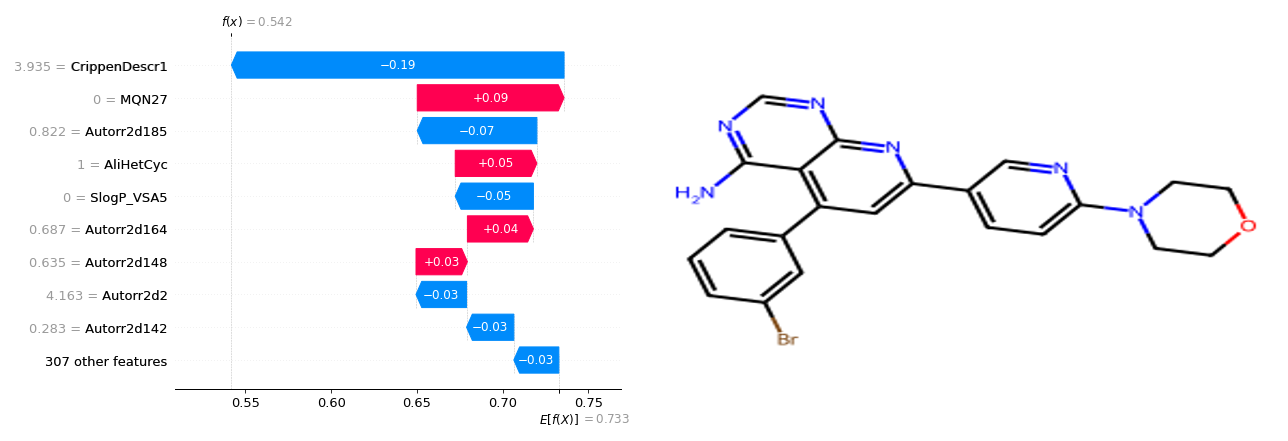 f(x) = 0.542
3.935 = CrippenDescr1
−0.19
0 = MQN27
+0.09
0.822 = Autorr2d185
−0.07
1 = AliHetCyc
+0.05
0 = SlogP_VSA5
−0.05
0.687 = Autorr2d164
+0.04
0.635 = Autorr2d148
+0.03
4.163 = Autorr2d2
−0.03
0.283 = Autorr2d142
−0.03
307 other features
−0.03
0.55 0.60 0.65 0.70 0.75
E[f(X)] = 0.733
N
N
N
N
H2N
N
O
Br